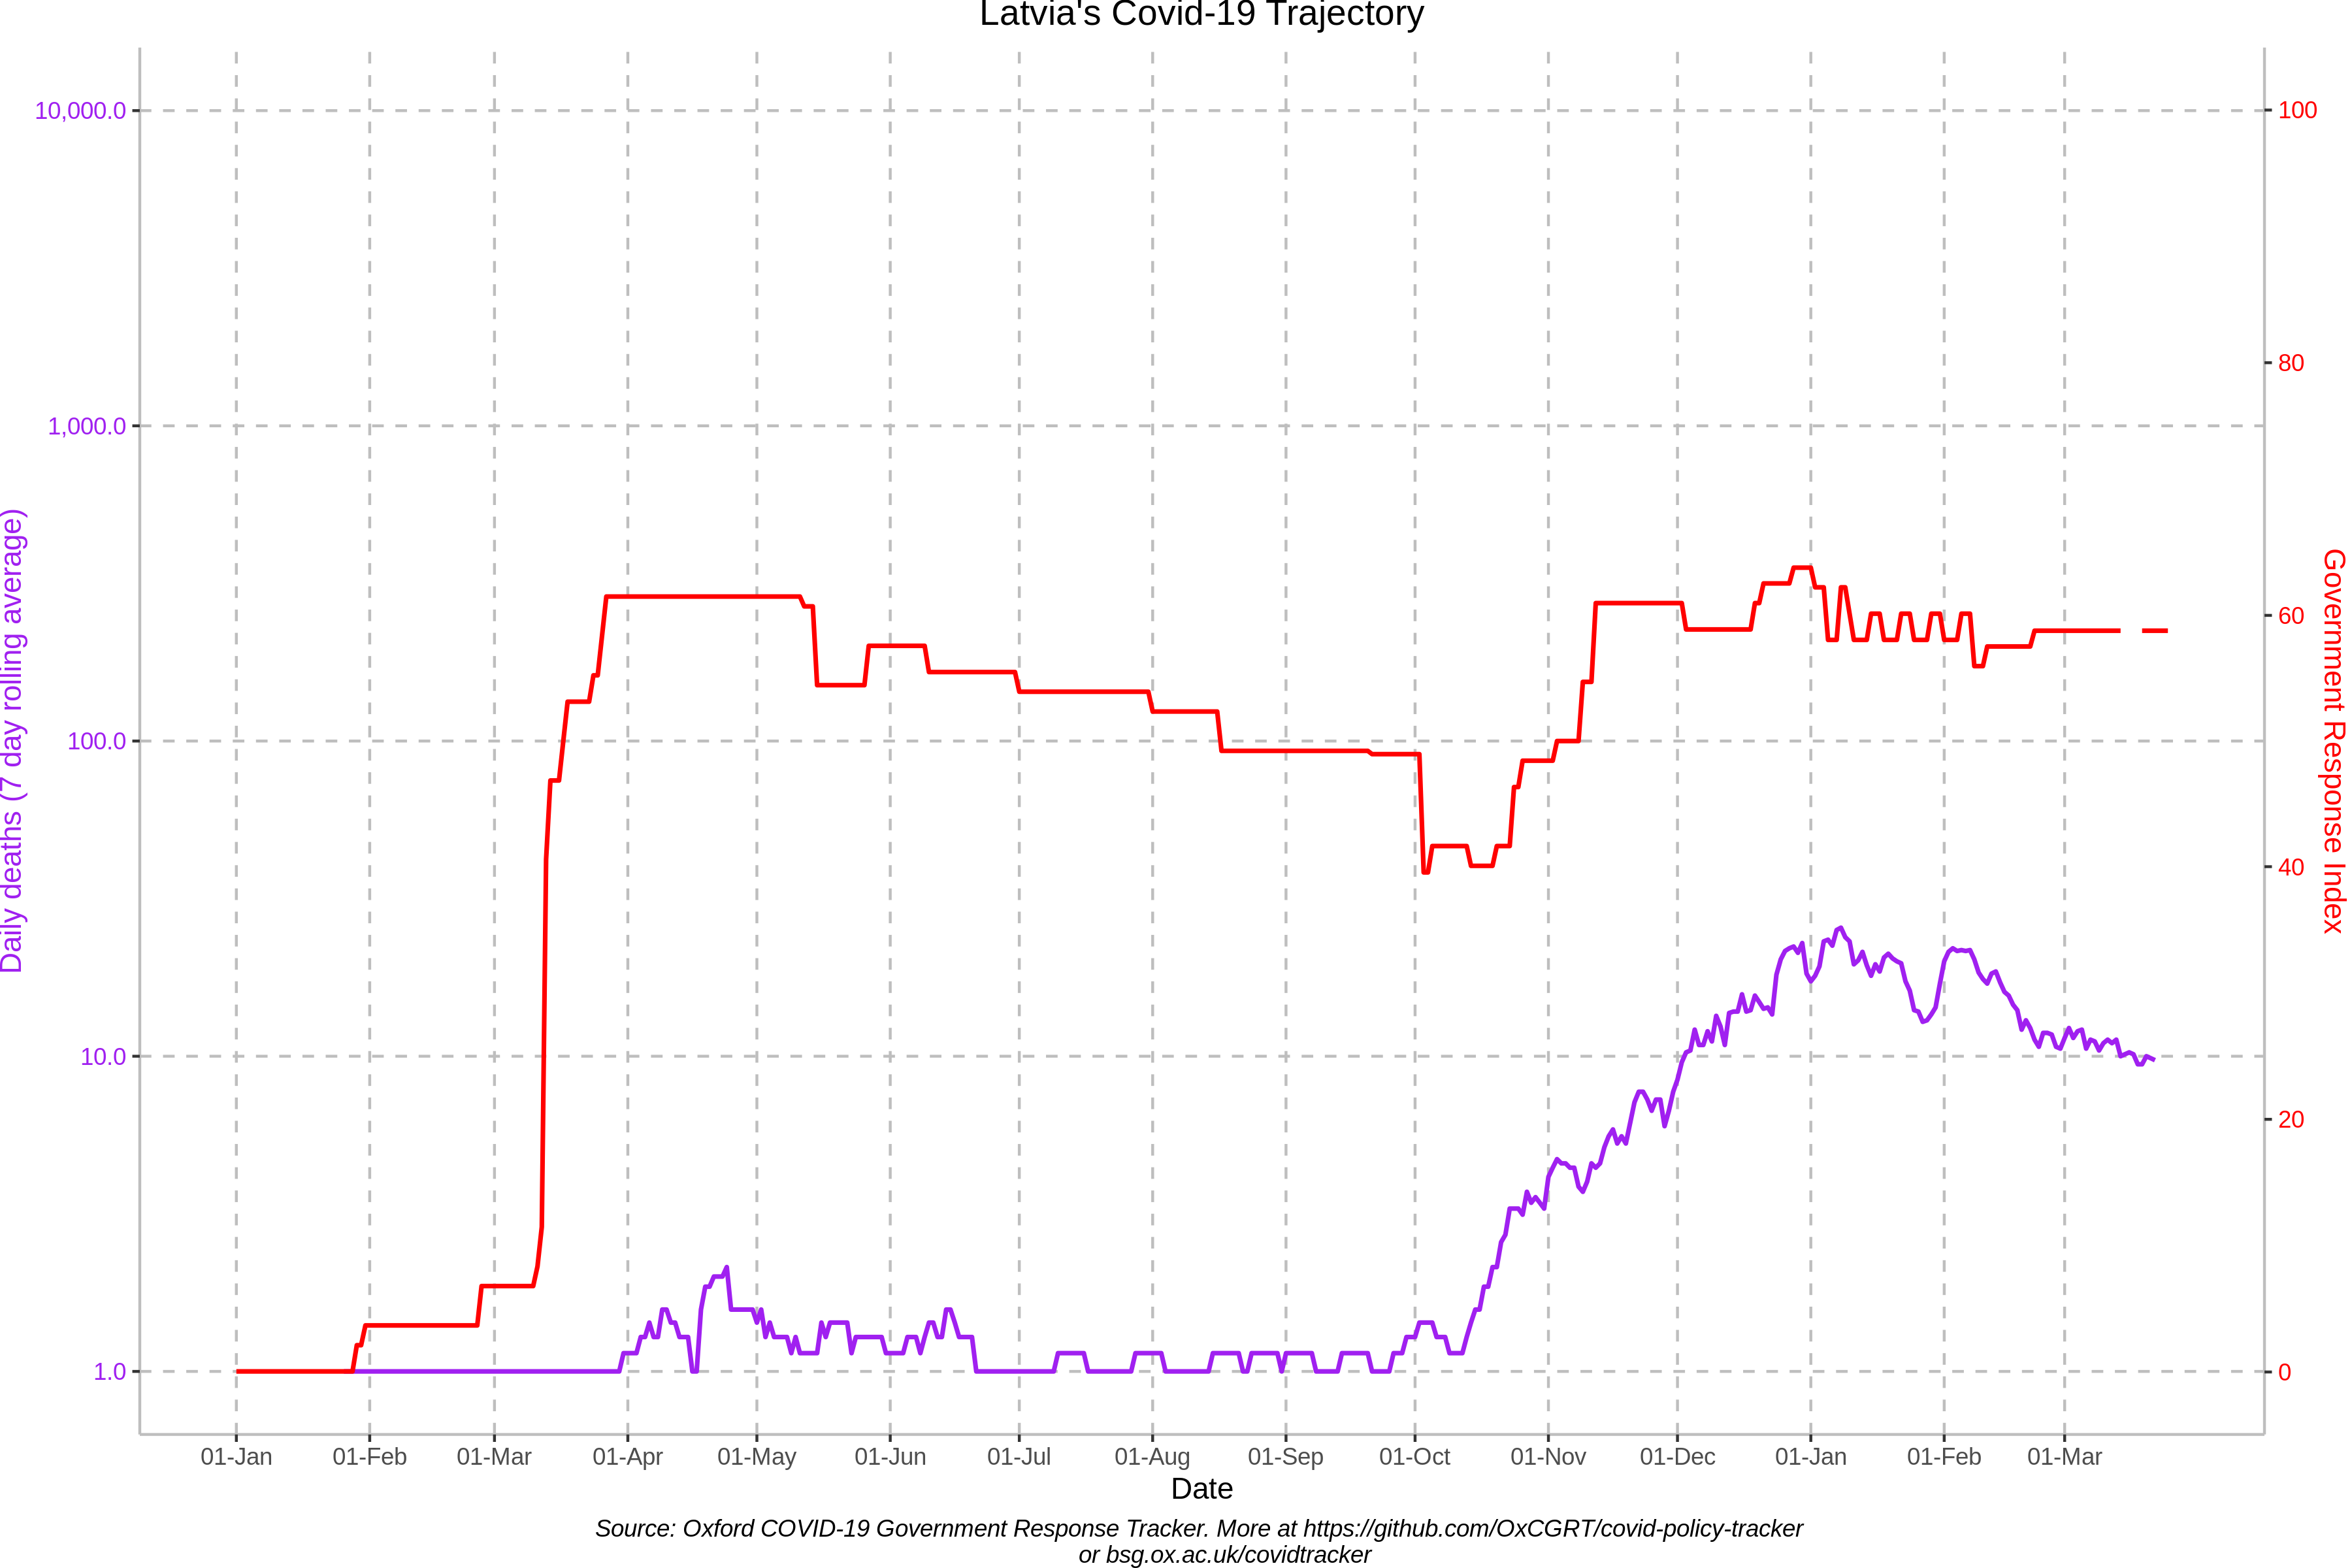 Latvia's Covid-19 Trajectory
10,000.0
1,000.0
100.0
10.0
1.0
Daily deaths (7 day rolling average)
100
80
60
40
20
0
Government Response Index
01-Jan 01-Feb 01-Mar 01-Apr 01-May 01-Jun 01-Jul 01-Aug 01-Sep 01-Oct 01-Nov 01-Dec 01-Jan 01-Feb 01-Mar
Date
Source: Oxford COVID-19 Government Response Tracker. More at https://github.com/OxCGRT/covid-policy-tracker
or bsg.ox.ac.uk/covidtracker